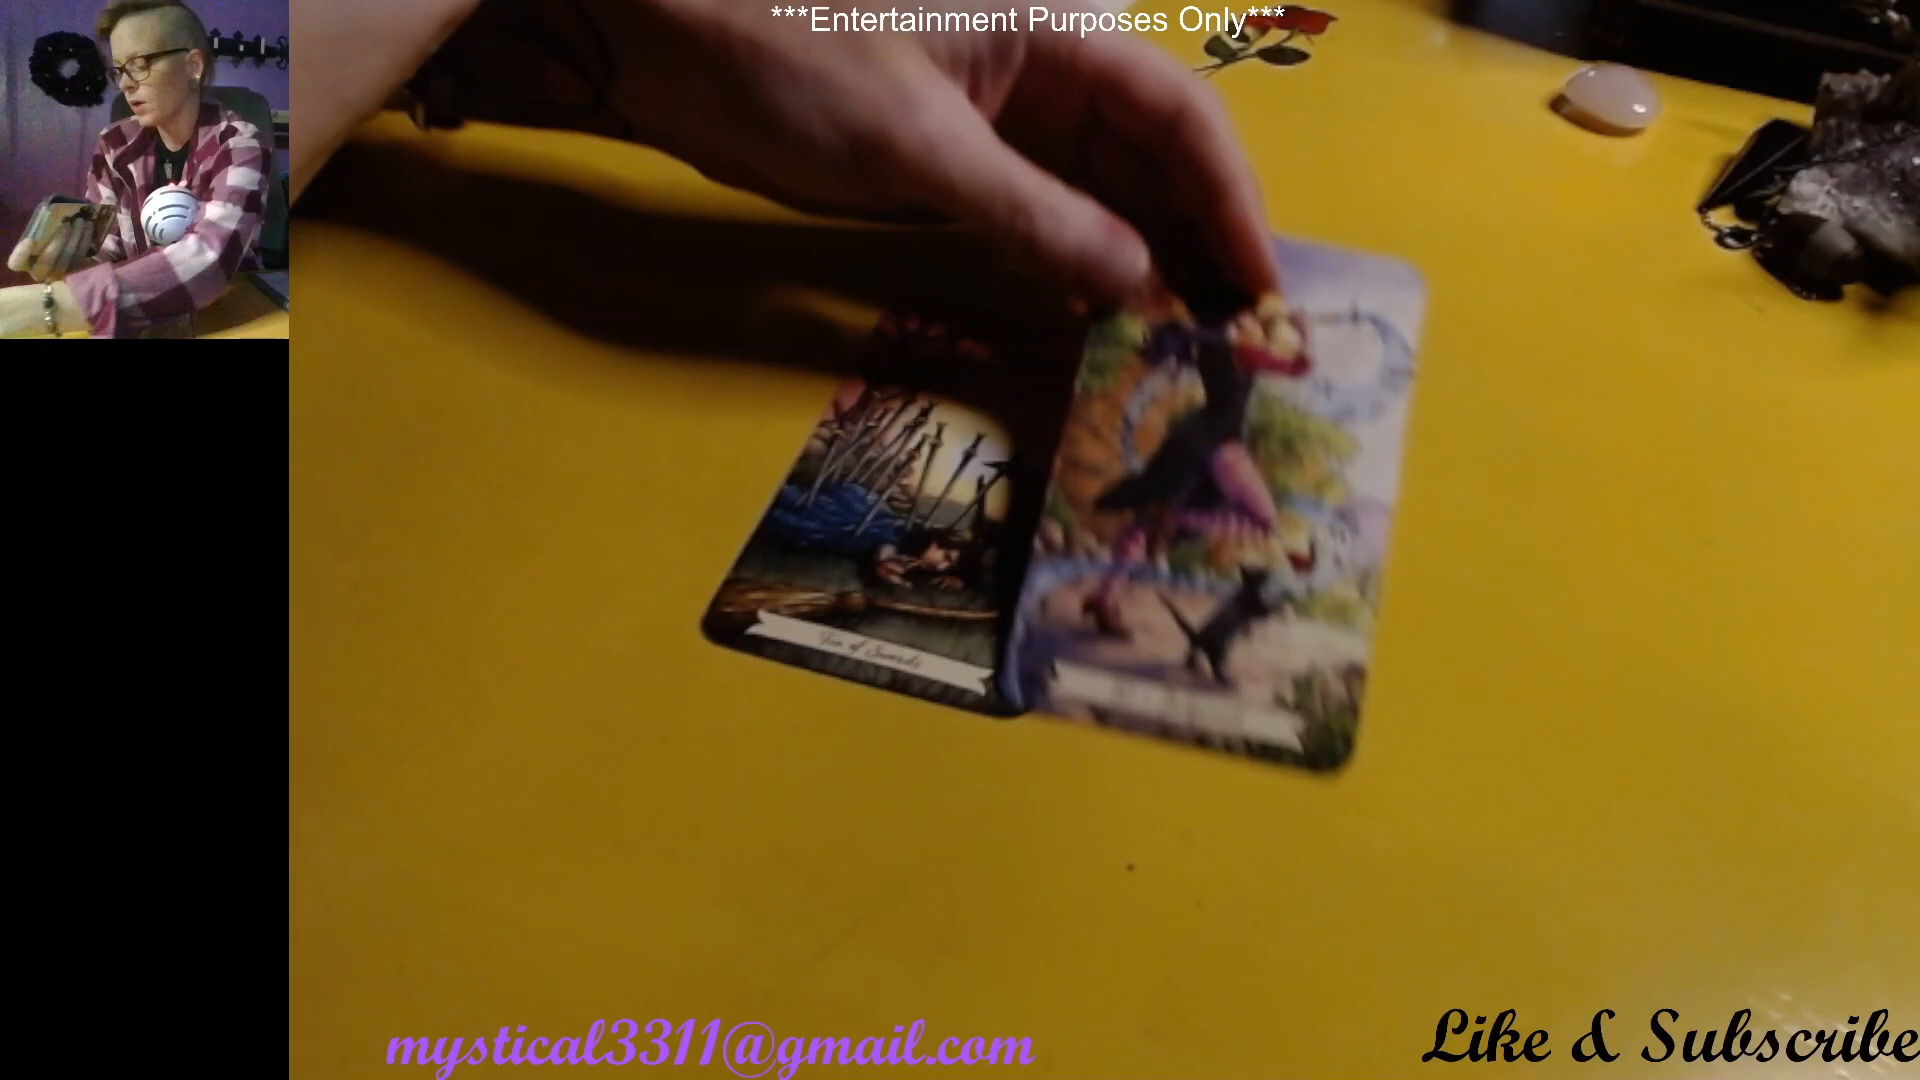 ***Entertainment Purposes Only***
Ten of Swords
mystical3311@gmail.com
Like & Subscribe